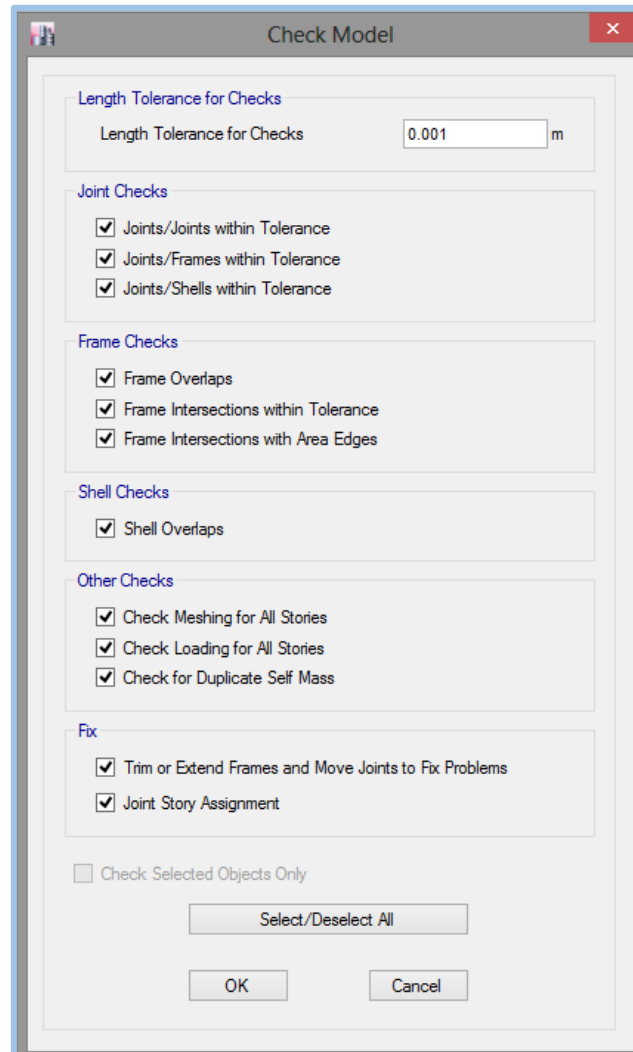 Check Model
Length Tolerance for Checks
Length Tolerance for Checks 0.001 m
Joint Checks
Joints/Joints within Tolerance
Joints/Frames within Tolerance
Joints/Shells within Tolerance
Frame Checks
Frame Overlaps
Frame Intersections within Tolerance
Frame Intersections with Area Edges
Shell Checks
Shell Overlaps
Other Checks
Check Meshing for All Stories
Check Loading for All Stories
Check for Duplicate Self Mass
Fix
Trim or Extend Frames and Move Joints to Fix Problems
Joint Story Assignment
Check Selected Objects Only
Select/Deselect All
OK Cancel